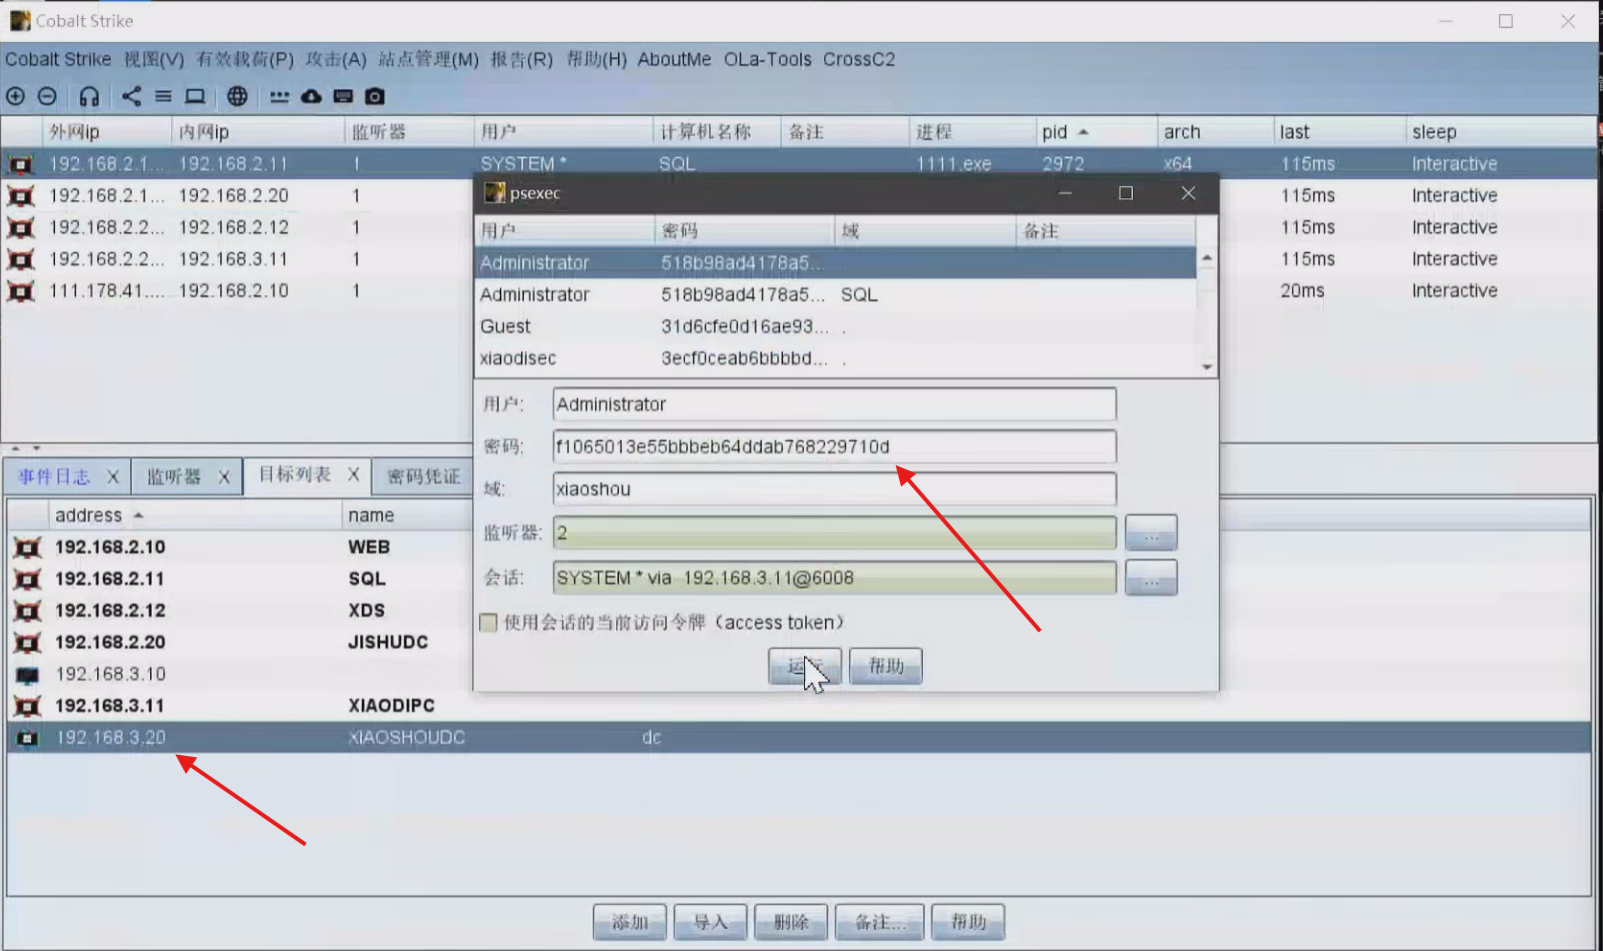 Cobalt Strike
Cobalt Strike 视图(V) 有效载荷(P) 攻击(A) 站点管理(M) 报告(R) 帮助(H) AboutMe OLa-Tools CrossC2
外网ip 内网ip 监听器 用户 计算机名称 备注 进程 pid arch last sleep
192.168.2.1... 192.168.2.11 1 SYSTEM * SQL 1111.exe 2972 x64 115ms Interactive
192.168.2.1... 192.168.2.20 1 115ms Interactive
192.168.2.2... 192.168.2.12 1 115ms Interactive
192.168.2.2... 192.168.3.11 1 115ms Interactive
111.178.41.... 192.168.2.10 1 20ms Interactive
psexec
用户 密码 域 备注
Administrator 518b98ad4178a5... .
Administrator 518b98ad4178a5... SQL
Guest 31d6cfe0d16ae93... .
xiaodisec 3ecf0ceab6bbbbd... .
用户: Administrator
密码: f1065013e55bbbeb64ddab768229710d
域: xiaoshou
监听器: 2 ...
会话: SYSTEM * via 192.168.3.11@6008 ...
使用会话的当前访问令牌（access token）
帮助
事件日志 X 监听器 X 目标列表 X 密码凭证
address name
192.168.2.10 WEB
192.168.2.11 SQL
192.168.2.12 XDS
192.168.2.20 JISHUDC
192.168.3.10
192.168.3.11 XIAODIPC
192.168.3.20 XIAOSHOUDC dc
添加 导入 删除 备注... 帮助